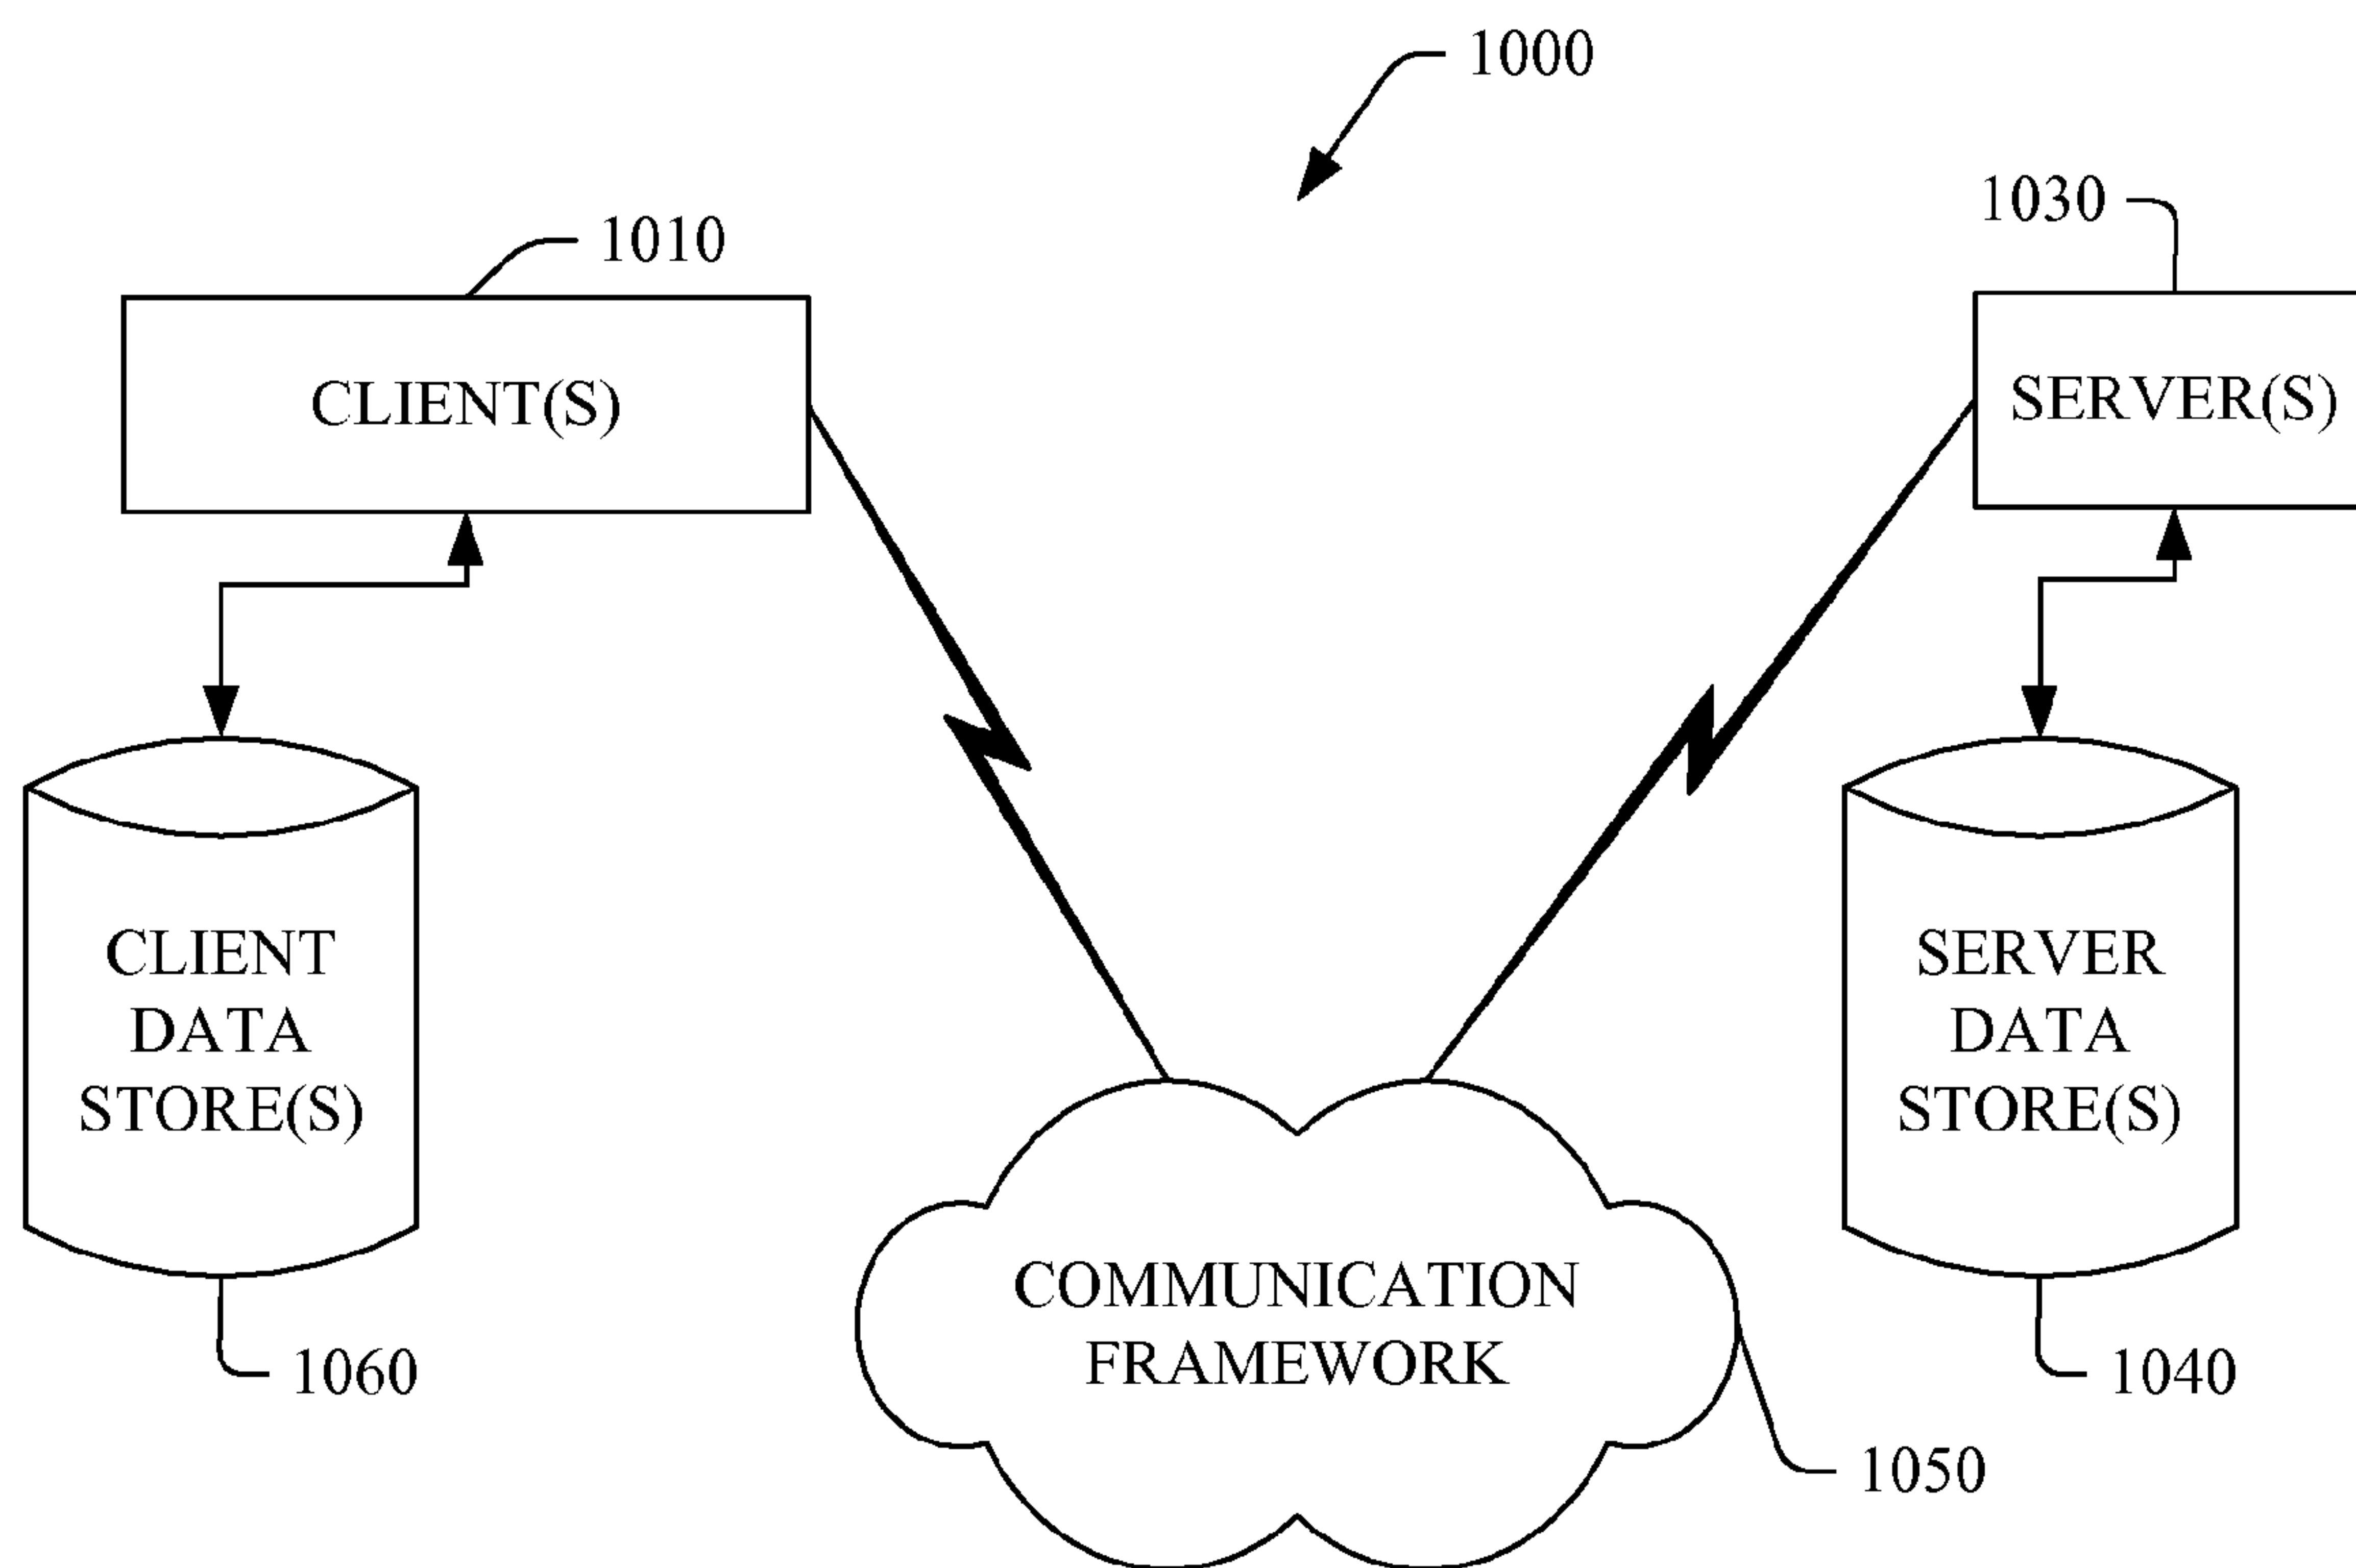 1000
1010
1030
CLIENT(S)
SERVER(S)
CLIENT
DATA
STORE(S)
SERVER
DATA
STORE(S)
COMMUNICATION
FRAMEWORK
1060
1040
1050